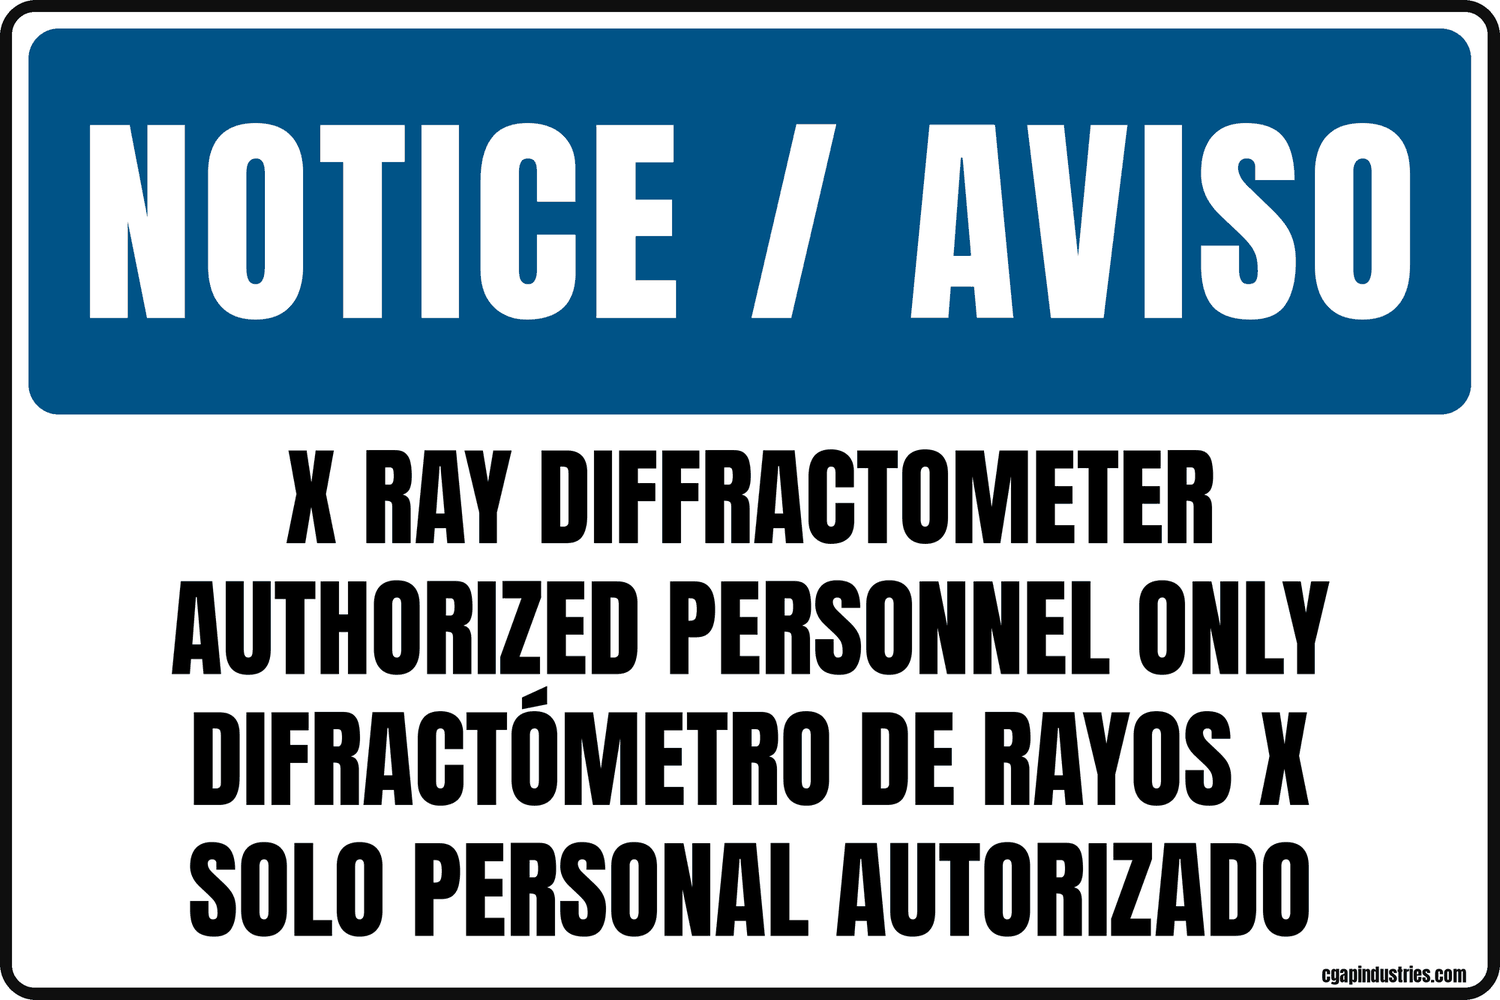 NOTICE / AVISO
X RAY DIFFRACTOMETER
AUTHORIZED PERSONNEL ONLY
DIFRACTÓMETRO DE RAYOS X
SOLO PERSONAL AUTORIZADO
cgapindustries.com